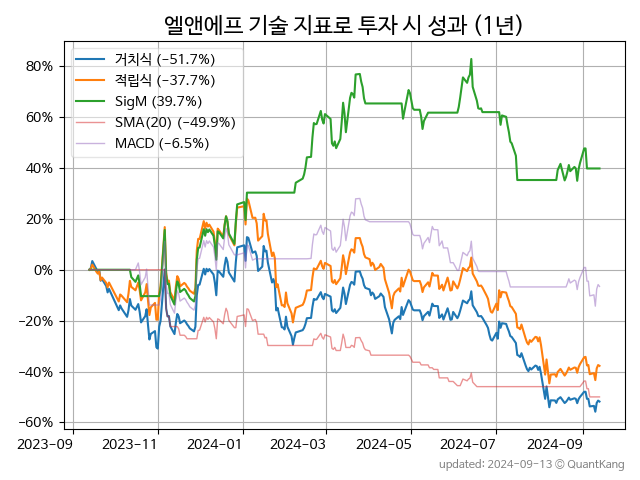 엘앤에프 기술 지표로 투자 시 성과 (1년)
거치식 (−51.7%)
적립식 (−37.7%)
SigM (39.7%)
SMA(20) (−49.9%)
MACD (−6.5%)
80%
60%
40%
20%
0%
−20%
−40%
−60%
2023-09 2023-11 2024-01 2024-03 2024-05 2024-07 2024-09
updated: 2024-09-13 © QuantKang